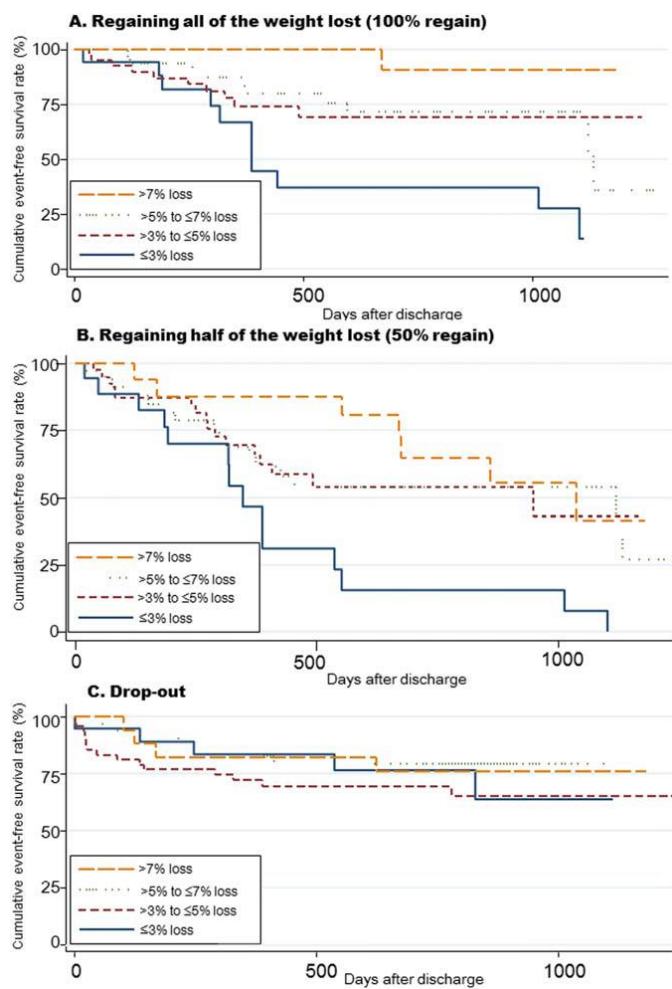 A. Regaining all of the weight lost (100% regain)
Cumulative event-free survival rate (%)
100
75
50
25
0
>7% loss
>5% to ≤7% loss
>3% to ≤5% loss
≤3% loss
0
500
1000
Days after discharge
B. Regaining half of the weight lost (50% regain)
Cumulative event-free survival rate (%)
100
75
50
25
0
>7% loss
>5% to ≤7% loss
>3% to ≤5% loss
≤3% loss
0
500
1000
Days after discharge
C. Drop-out
Cumulative event-free survival rate (%)
100
75
50
25
0
>7% loss
>5% to ≤7% loss
>3% to ≤5% loss
≤3% loss
0
500
1000
Days after discharge